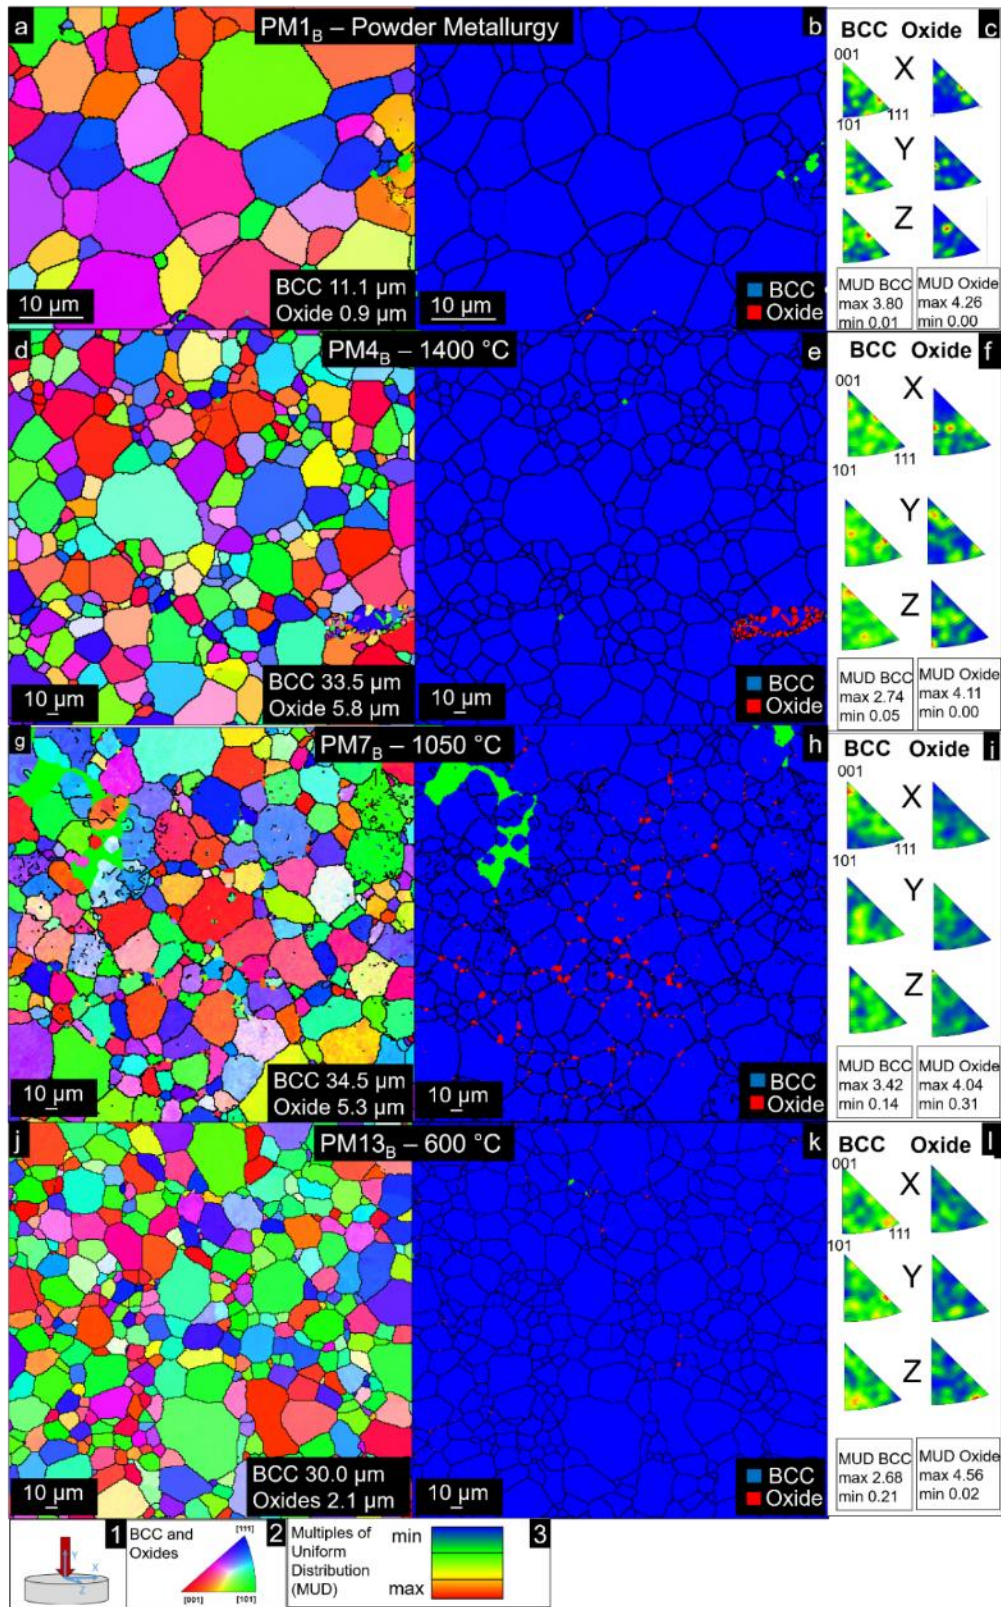 a
PM1B – Powder Metallurgy
b
c
BCC Oxide
001
X
101
111
Y
Z
BCC 11.1 µm
Oxide 0.9 µm
10 µm
10 µm
BCC
Oxide
MUD BCC
max 3.80
min 0.01
MUD Oxide
max 4.26
min 0.00
d
PM4B – 1400 °C
e
f
BCC Oxide
001
X
101
111
Y
Z
BCC 33.5 µm
Oxide 5.8 µm
10 µm
10 µm
BCC
Oxide
MUD BCC
max 2.74
min 0.05
MUD Oxide
max 4.11
min 0.00
g
PM7B – 1050 °C
h
i
BCC Oxide
001
X
101
111
Y
Z
BCC 34.5 µm
Oxide 5.3 µm
10 µm
10 µm
BCC
Oxide
MUD BCC
max 3.42
min 0.14
MUD Oxide
max 4.04
min 0.31
j
PM13B – 600 °C
k
l
BCC Oxide
001
X
111
101
Y
Z
BCC 30.0 µm
Oxides 2.1 µm
10 µm
10 µm
BCC
Oxide
MUD BCC
max 2.68
min 0.21
MUD Oxide
max 4.56
min 0.02
1
Y
X
Z
BCC and
Oxides
2
[111]
[001]
[101]
Multiples of
Uniform
Distribution
(MUD)
min
max
3